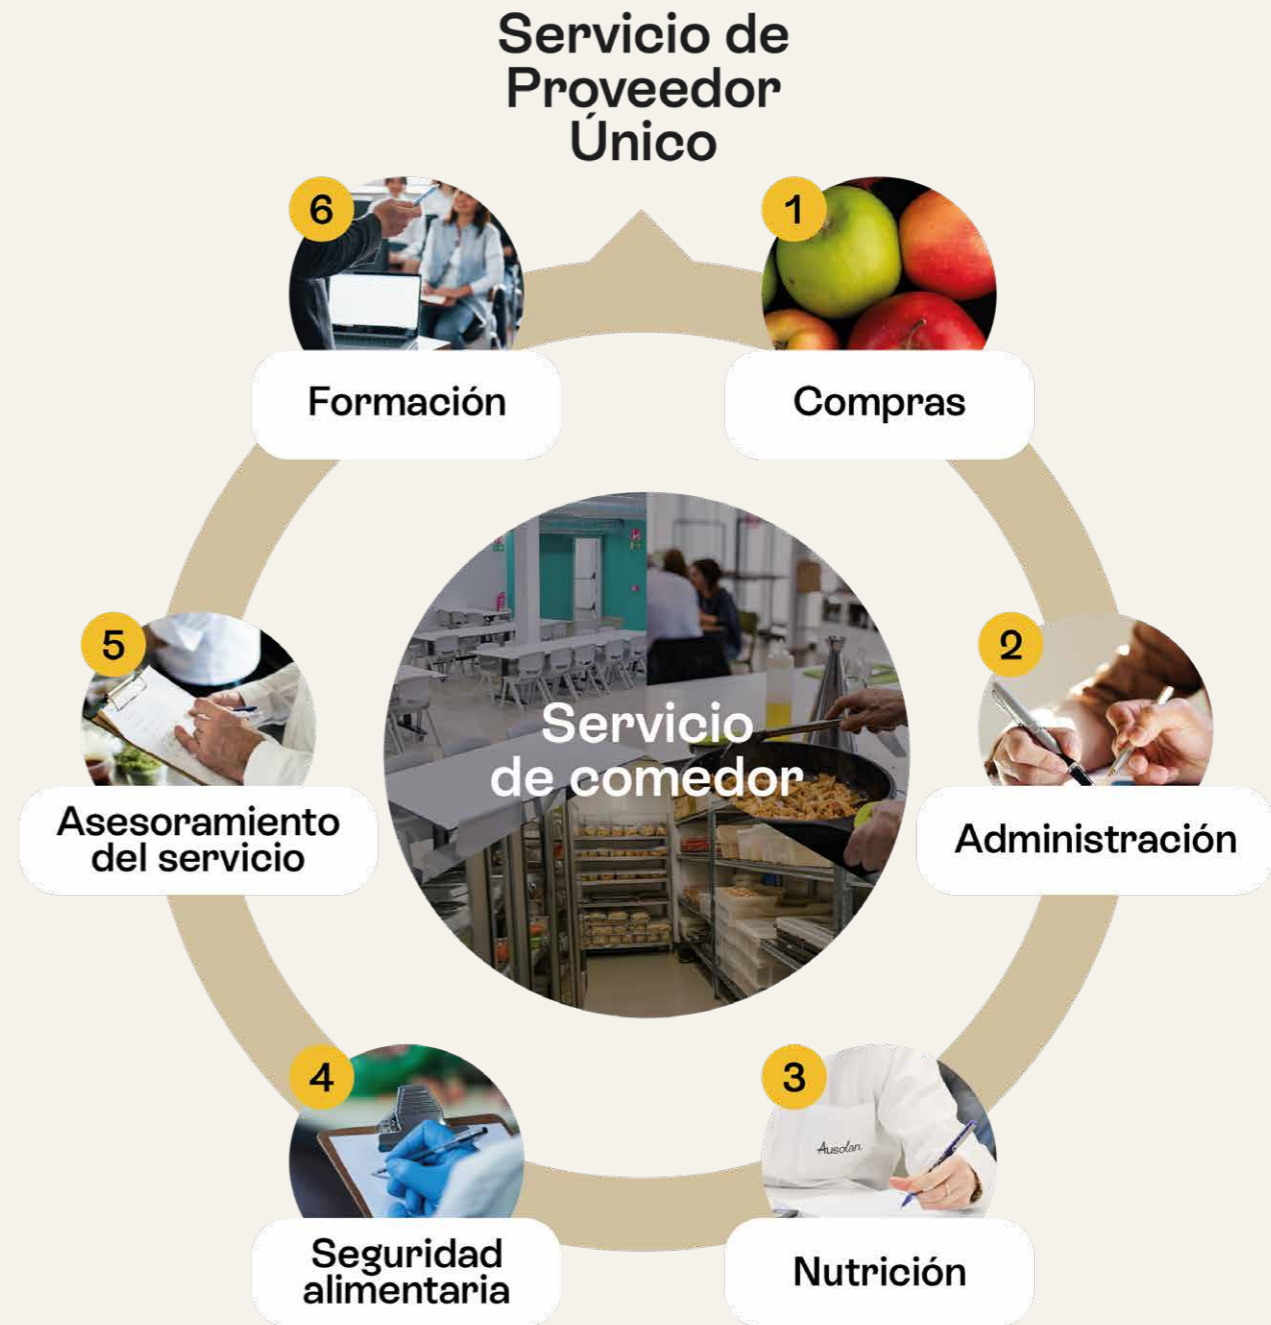 Servicio de
Proveedor
Único
1
Compras
2
Administración
3
Ausolan
Nutrición
4
Seguridad
alimentaria
5
Asesoramiento
del servicio
6
Formación
Servicio
de comedor